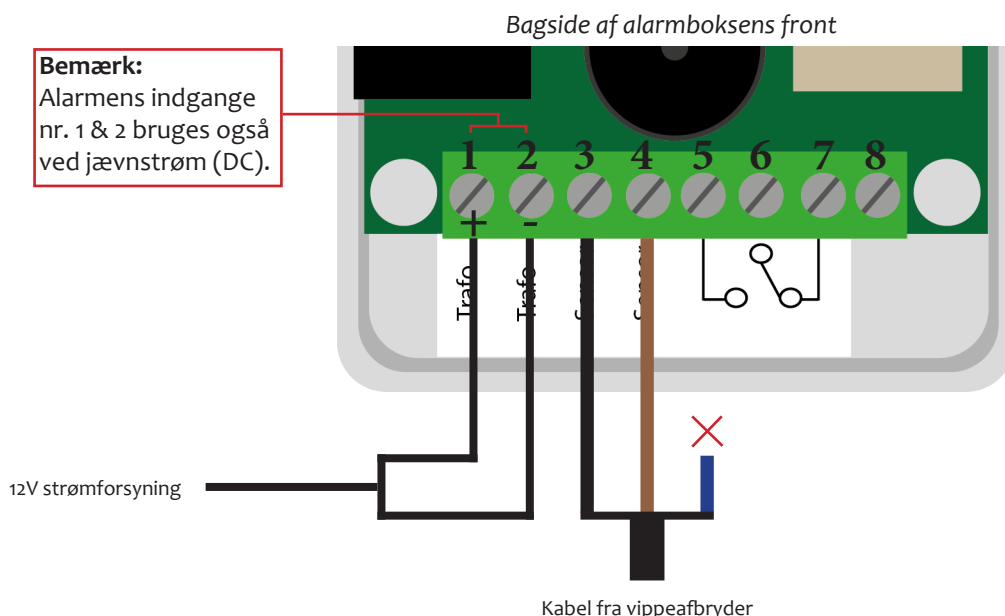 Bagside af alarmboksens front
Bemærk:
Alarmens indgange
nr. 1 & 2 bruges også
ved jævnstrøm (DC).
1 2 3 4 5 6 7 8
+ -
Trafo Trafo
12V strømforsyning
Kabel fra vippeafbryder